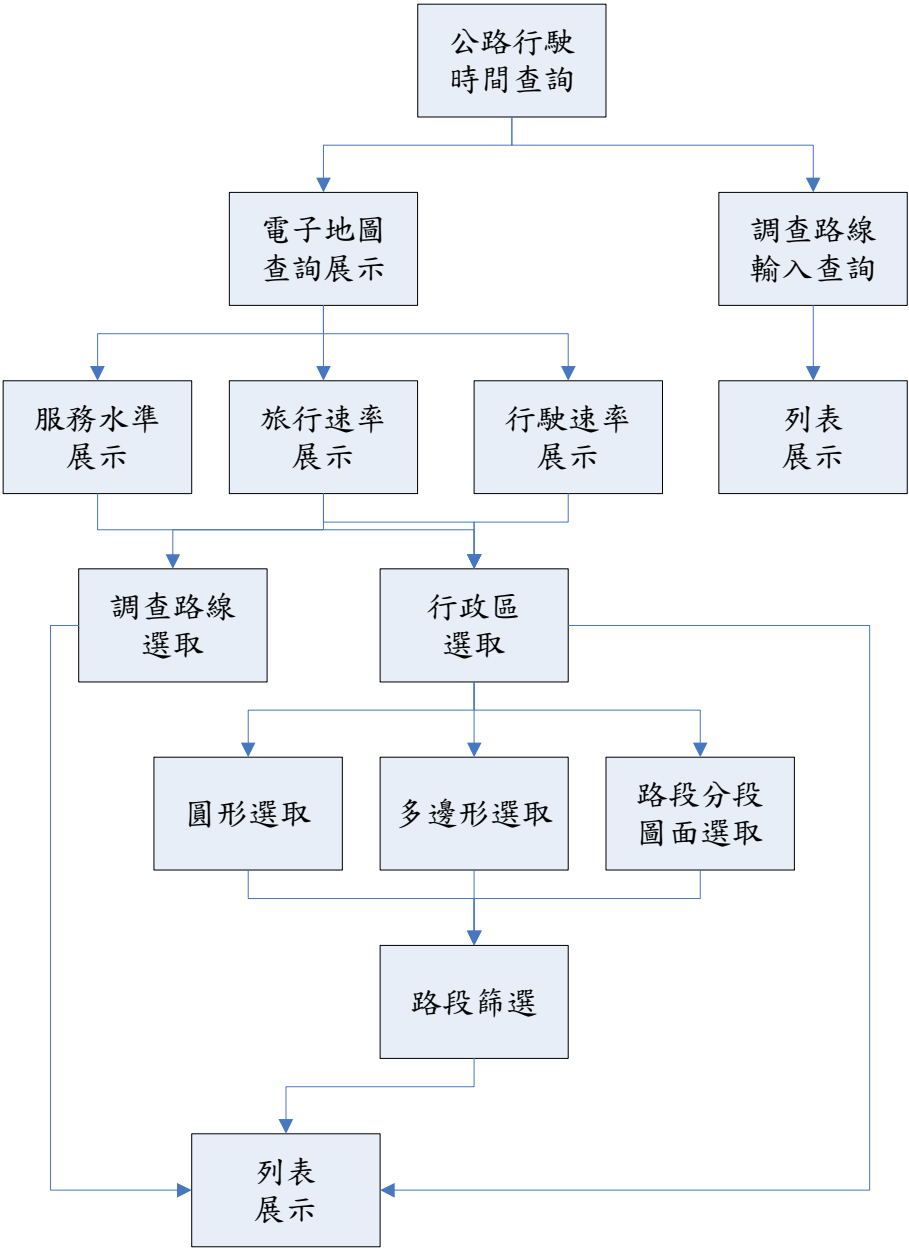 公路行駛
時間查詢
電子地圖
查詢展示
調查路線
輸入查詢
服務水準
展示
旅行速率
展示
行駛速率
展示
列表
展示
調查路線
選取
行政區
選取
圓形選取
多邊形選取
路段分段
圖面選取
路段篩選
列表
展示